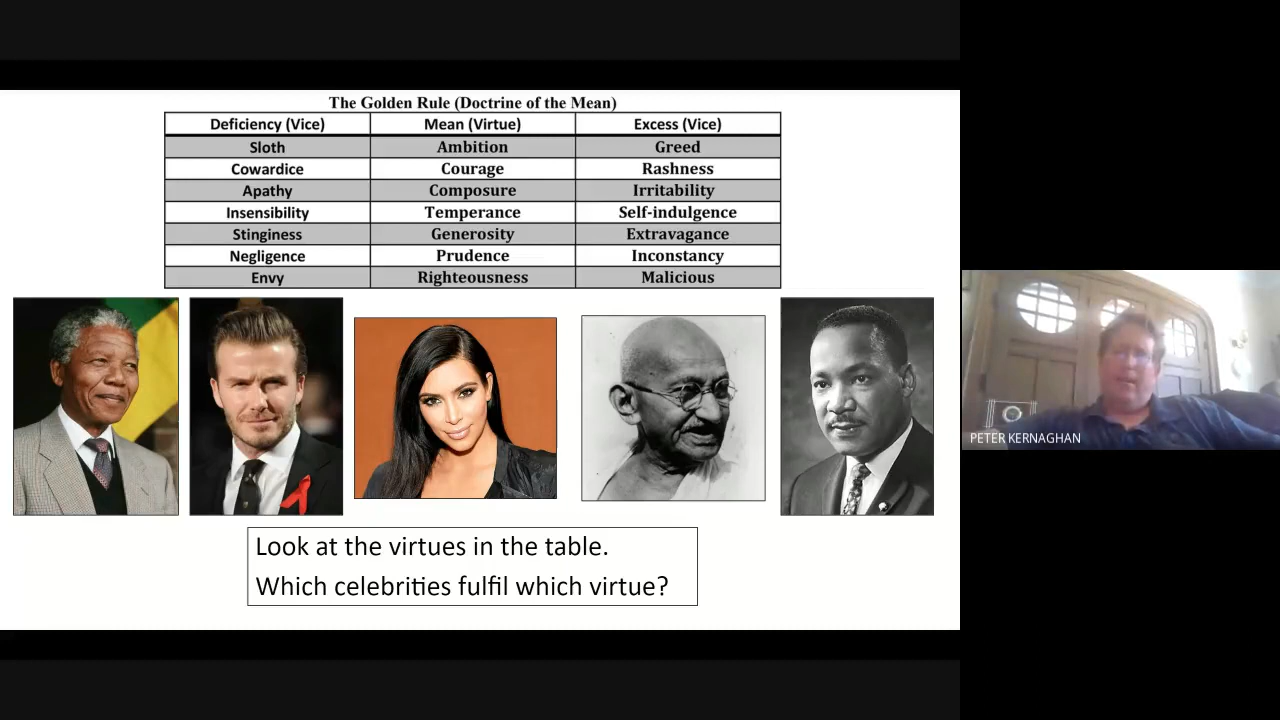 The Golden Rule (Doctrine of the Mean)
Deficiency (Vice) Mean (Virtue) Excess (Vice)
Sloth Ambition Greed
Cowardice Courage Rashness
Apathy Composure Irritability
Insensibility Temperance Self-indulgence
Stinginess Generosity Extravagance
Negligence Prudence Inconstancy
Envy Righteousness Malicious
Look at the virtues in the table.
Which celebrities fulfil which virtue?
PETER KERNAGHAN